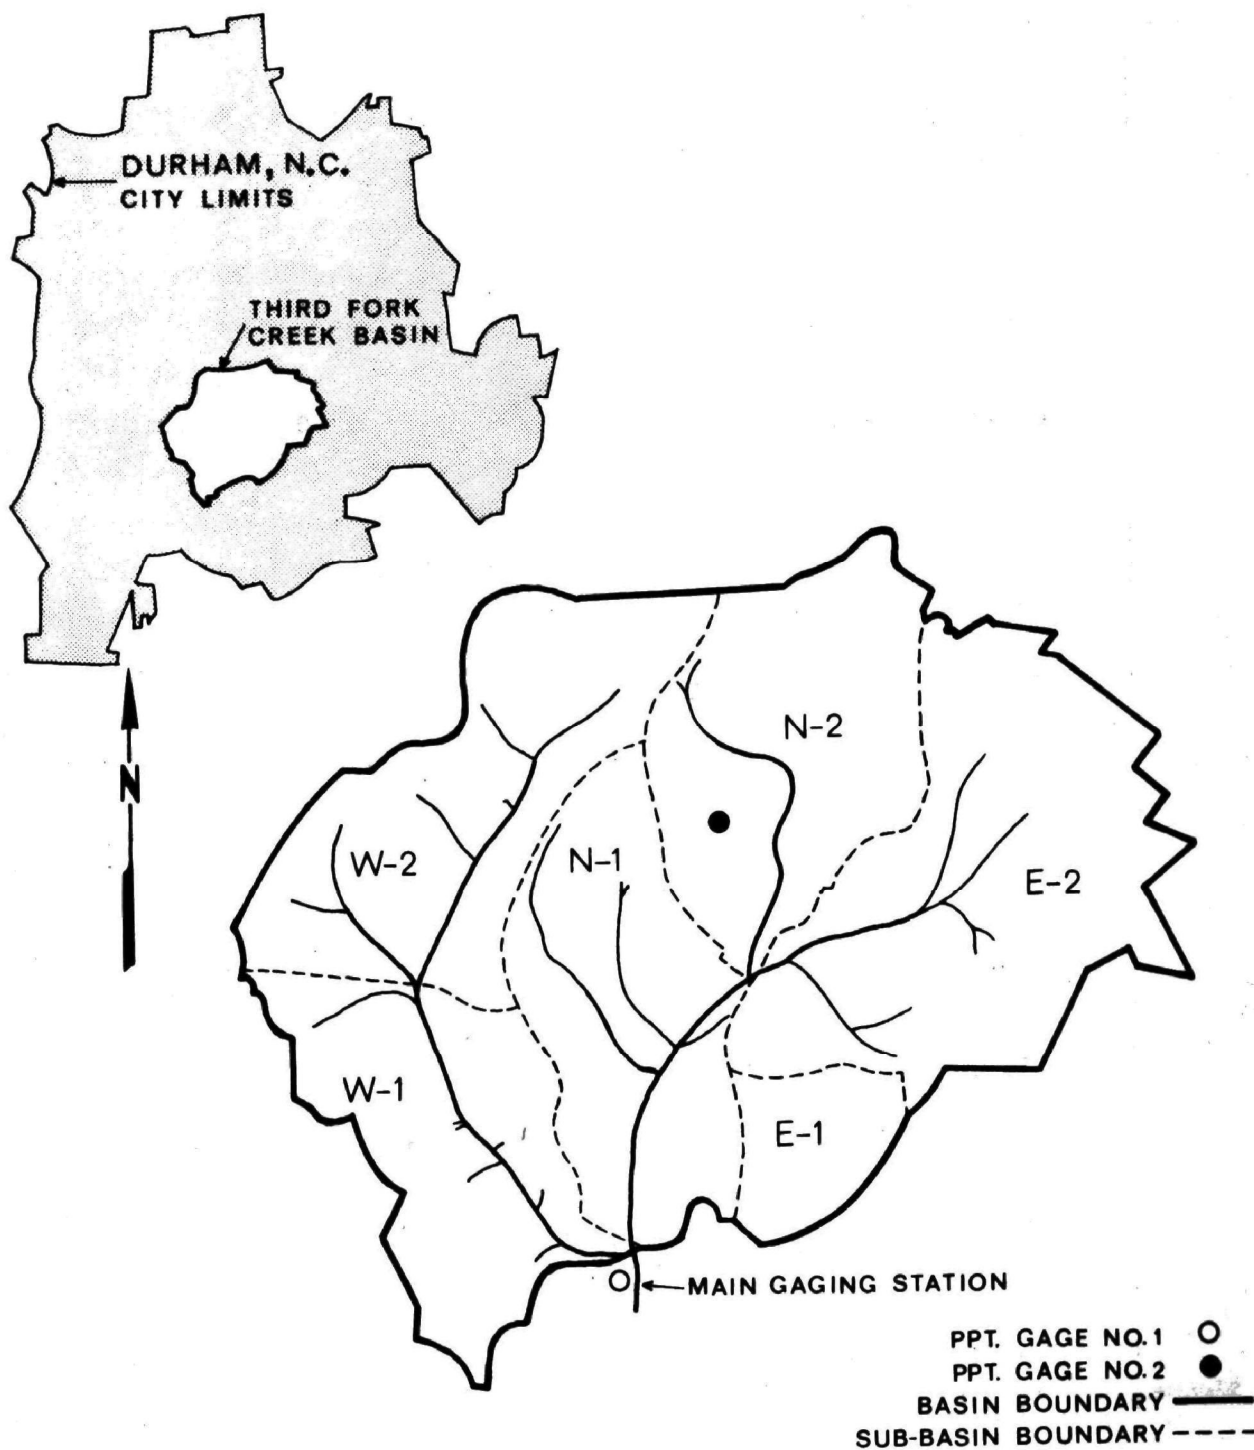 DURHAM, N.C.
CITY LIMITS
THIRD FORK
CREEK BASIN
N
N-2
W-2
N-1
E-2
W-1
E-1
MAIN GAGING STATION
PPT. GAGE NO.1
PPT. GAGE NO.2
BASIN BOUNDARY
SUB-BASIN BOUNDARY